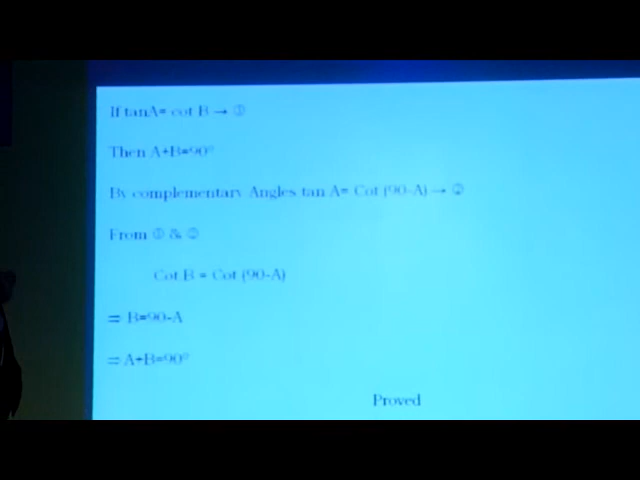 If tanA= cot B → ①
Then A+B=90°
By complementary Angles tan A= Cot (90-A) → ②
From ① & ②
Cot B = Cot (90-A)
= B=90-A
= A+B=90°
Proved